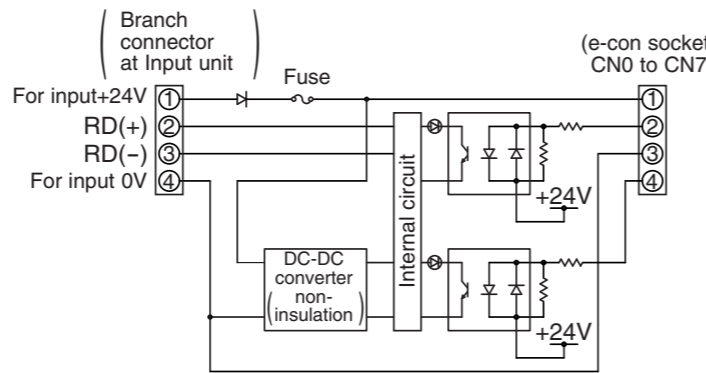 Branch
connector
at Input unit
(e-con socket
CN0 to CN7
Fuse
For input+24V
RD(+)
RD(−)
For input 0V
①
②
③
④
①
②
③
④
Internal circuit
+24V
DC-DC
converter
(non-
insulation)
+24V